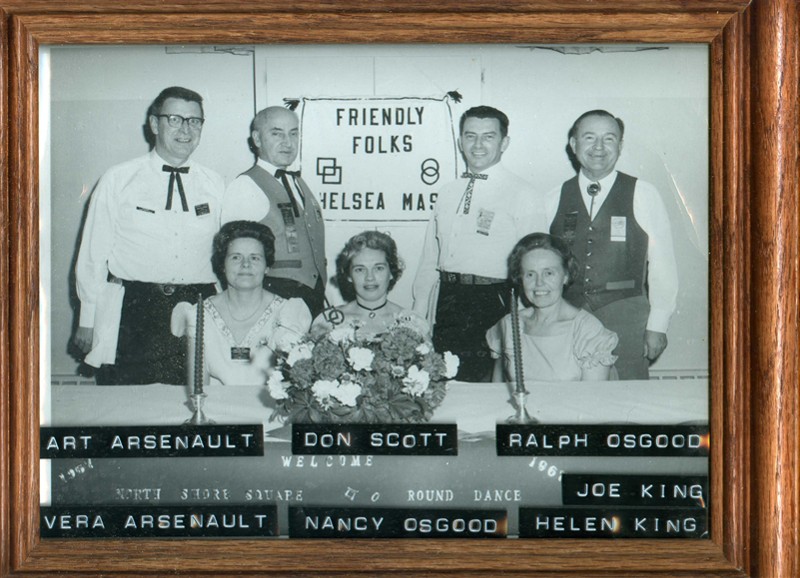 FRIENDLY
FOLKS
HELSEA MAS
ART ARSENAULT
DON SCOTT
RALPH OSGOOD
WELCOME
NORTH SHORE SQUARE ROUND DANCE
JOE KING
VERA ARSENAULT
NANCY OSGOOD
HELEN KING